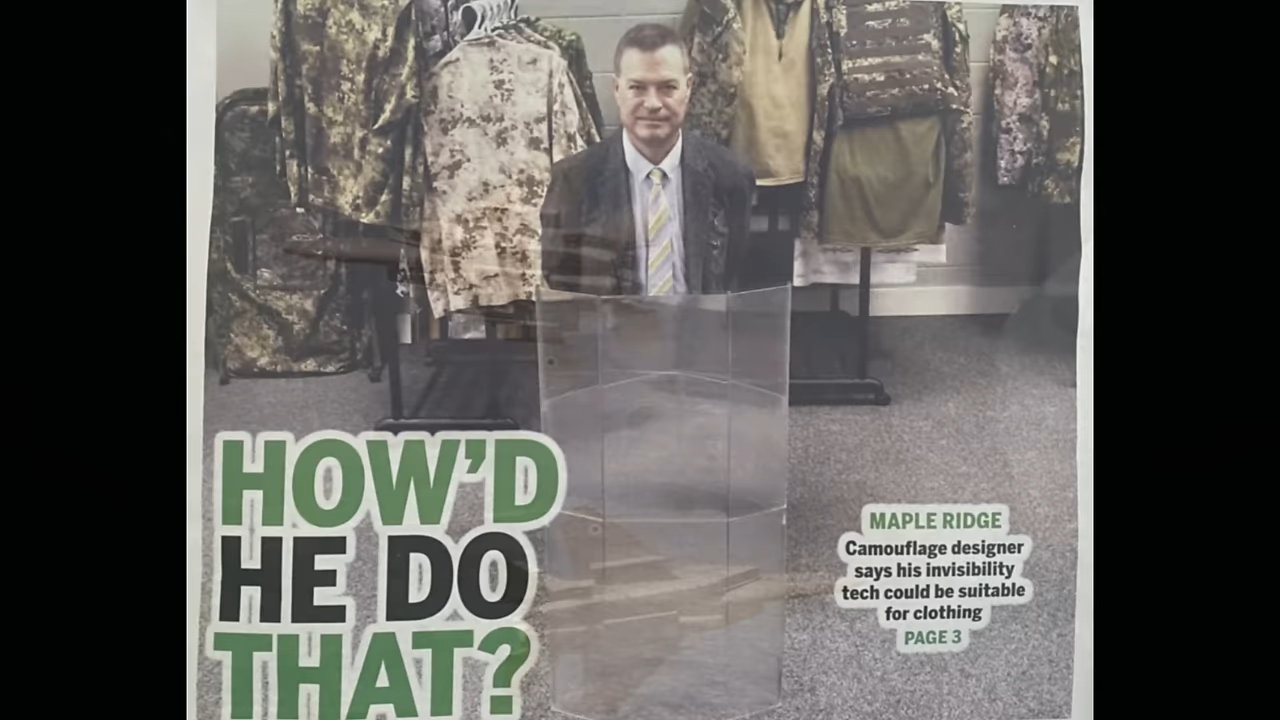 HOW'D
HE DO
THAT?
MAPLE RIDGE
Camouflage designer
says his invisibility
tech could be suitable
for clothing
PAGE 3